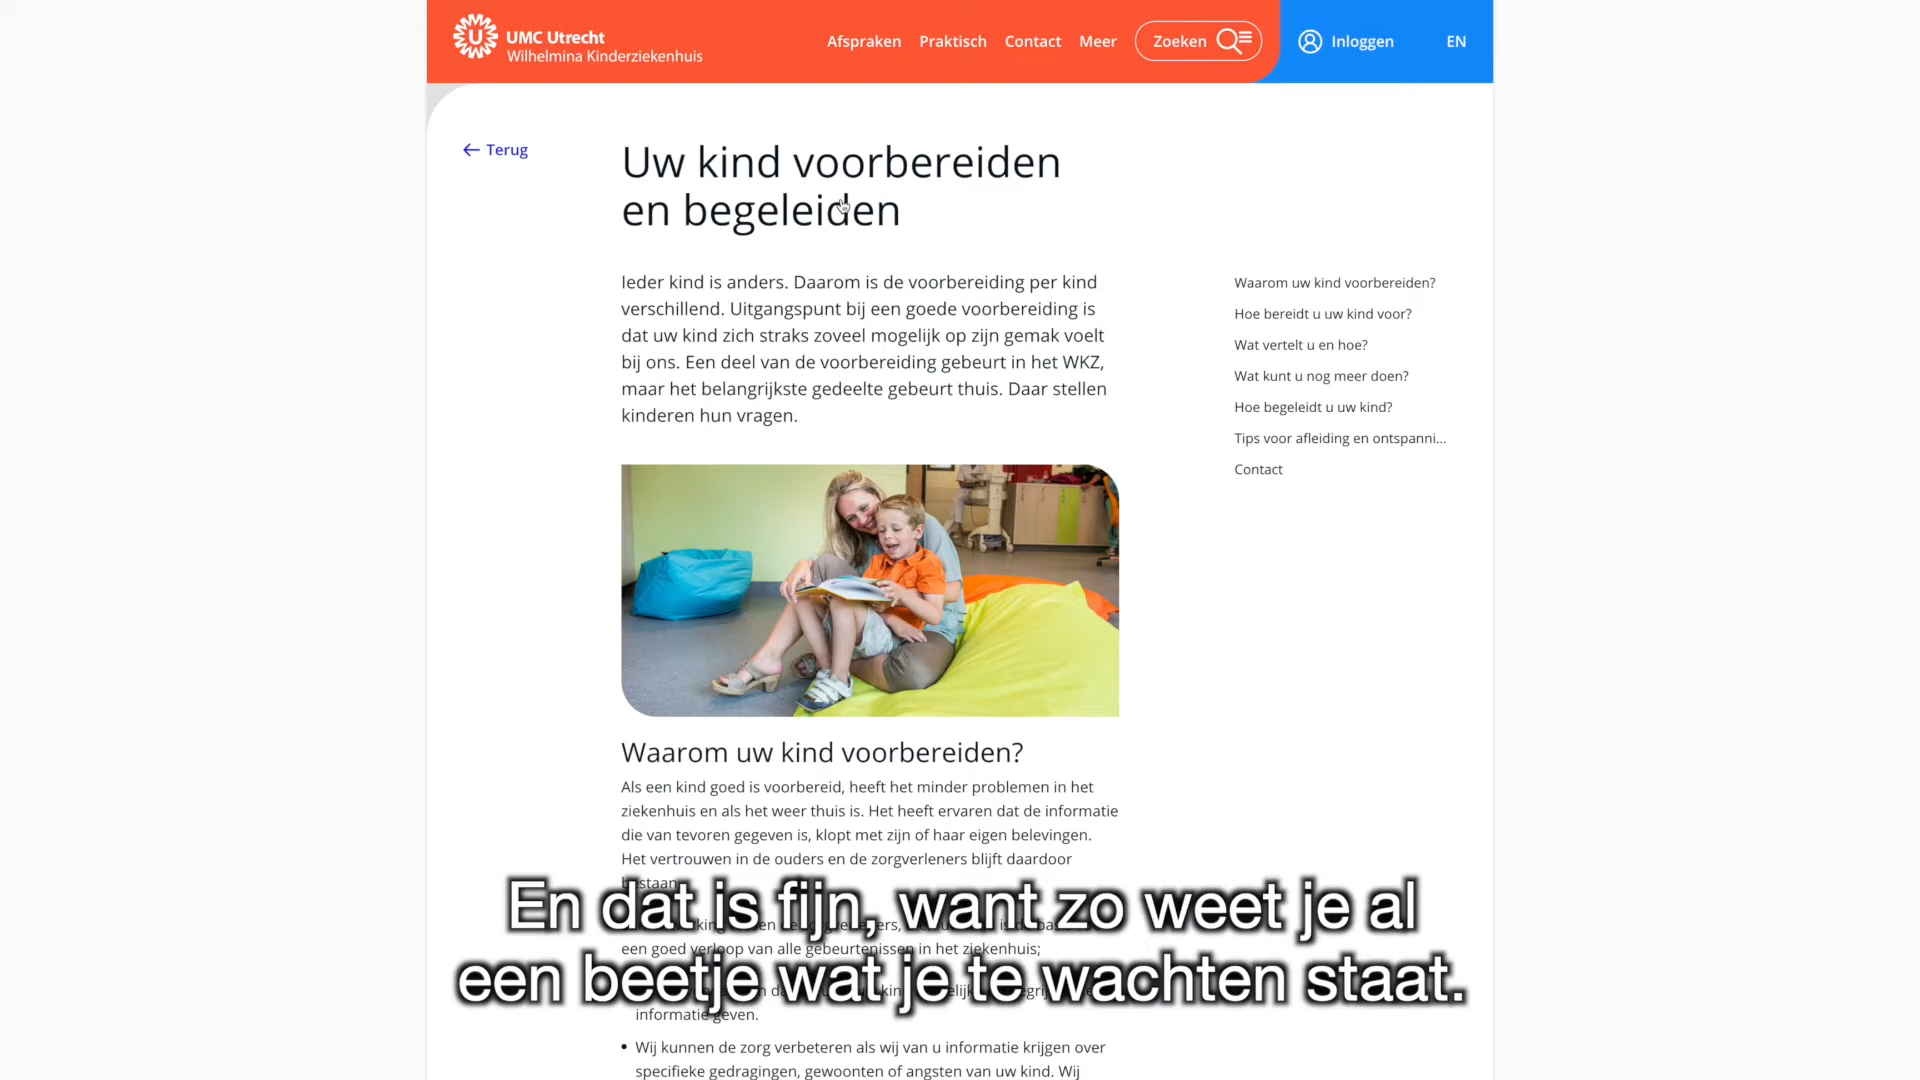 UMC Utrecht
Wilhelmina Kinderziekenhuis
Afspraken
Praktisch
Contact
Meer
Zoeken
Inloggen
EN
Terug
Uw kind voorbereiden
en begeleiden
Ieder kind is anders. Daarom is de voorbereiding per kind
verschillend. Uitgangspunt bij een goede voorbereiding is
dat uw kind zich straks zoveel mogelijk op zijn gemak voelt
bij ons. Een deel van de voorbereiding gebeurt in het WKZ,
maar het belangrijkste gedeelte gebeurt thuis. Daar stellen
kinderen hun vragen.
Waarom uw kind voorbereiden?
Hoe bereidt u uw kind voor?
Wat vertelt u en hoe?
Wat kunt u nog meer doen?
Hoe begeleidt u uw kind?
Tips voor afleiding en ontspanni...
Contact
Waarom uw kind voorbereiden?
Als een kind goed is voorbereid, heeft het minder problemen in het
ziekenhuis en als het weer thuis is. Het heeft ervaren dat de informatie
die van tevoren gegeven is, klopt met zijn of haar eigen belevingen.
Het vertrouwen in de ouders en de zorgverleners blijft daardoor
bestaan
een goed verloop van alle gebeurtenissen in het ziekenhuis;
informatie geven.
• Wij kunnen de zorg verbeteren als wij van u informatie krijgen over
specifieke gedragingen, gewoonten of angsten van uw kind. Wij
En dat is fijn, want zo weet je al
een beetje wat je te wachten staat.